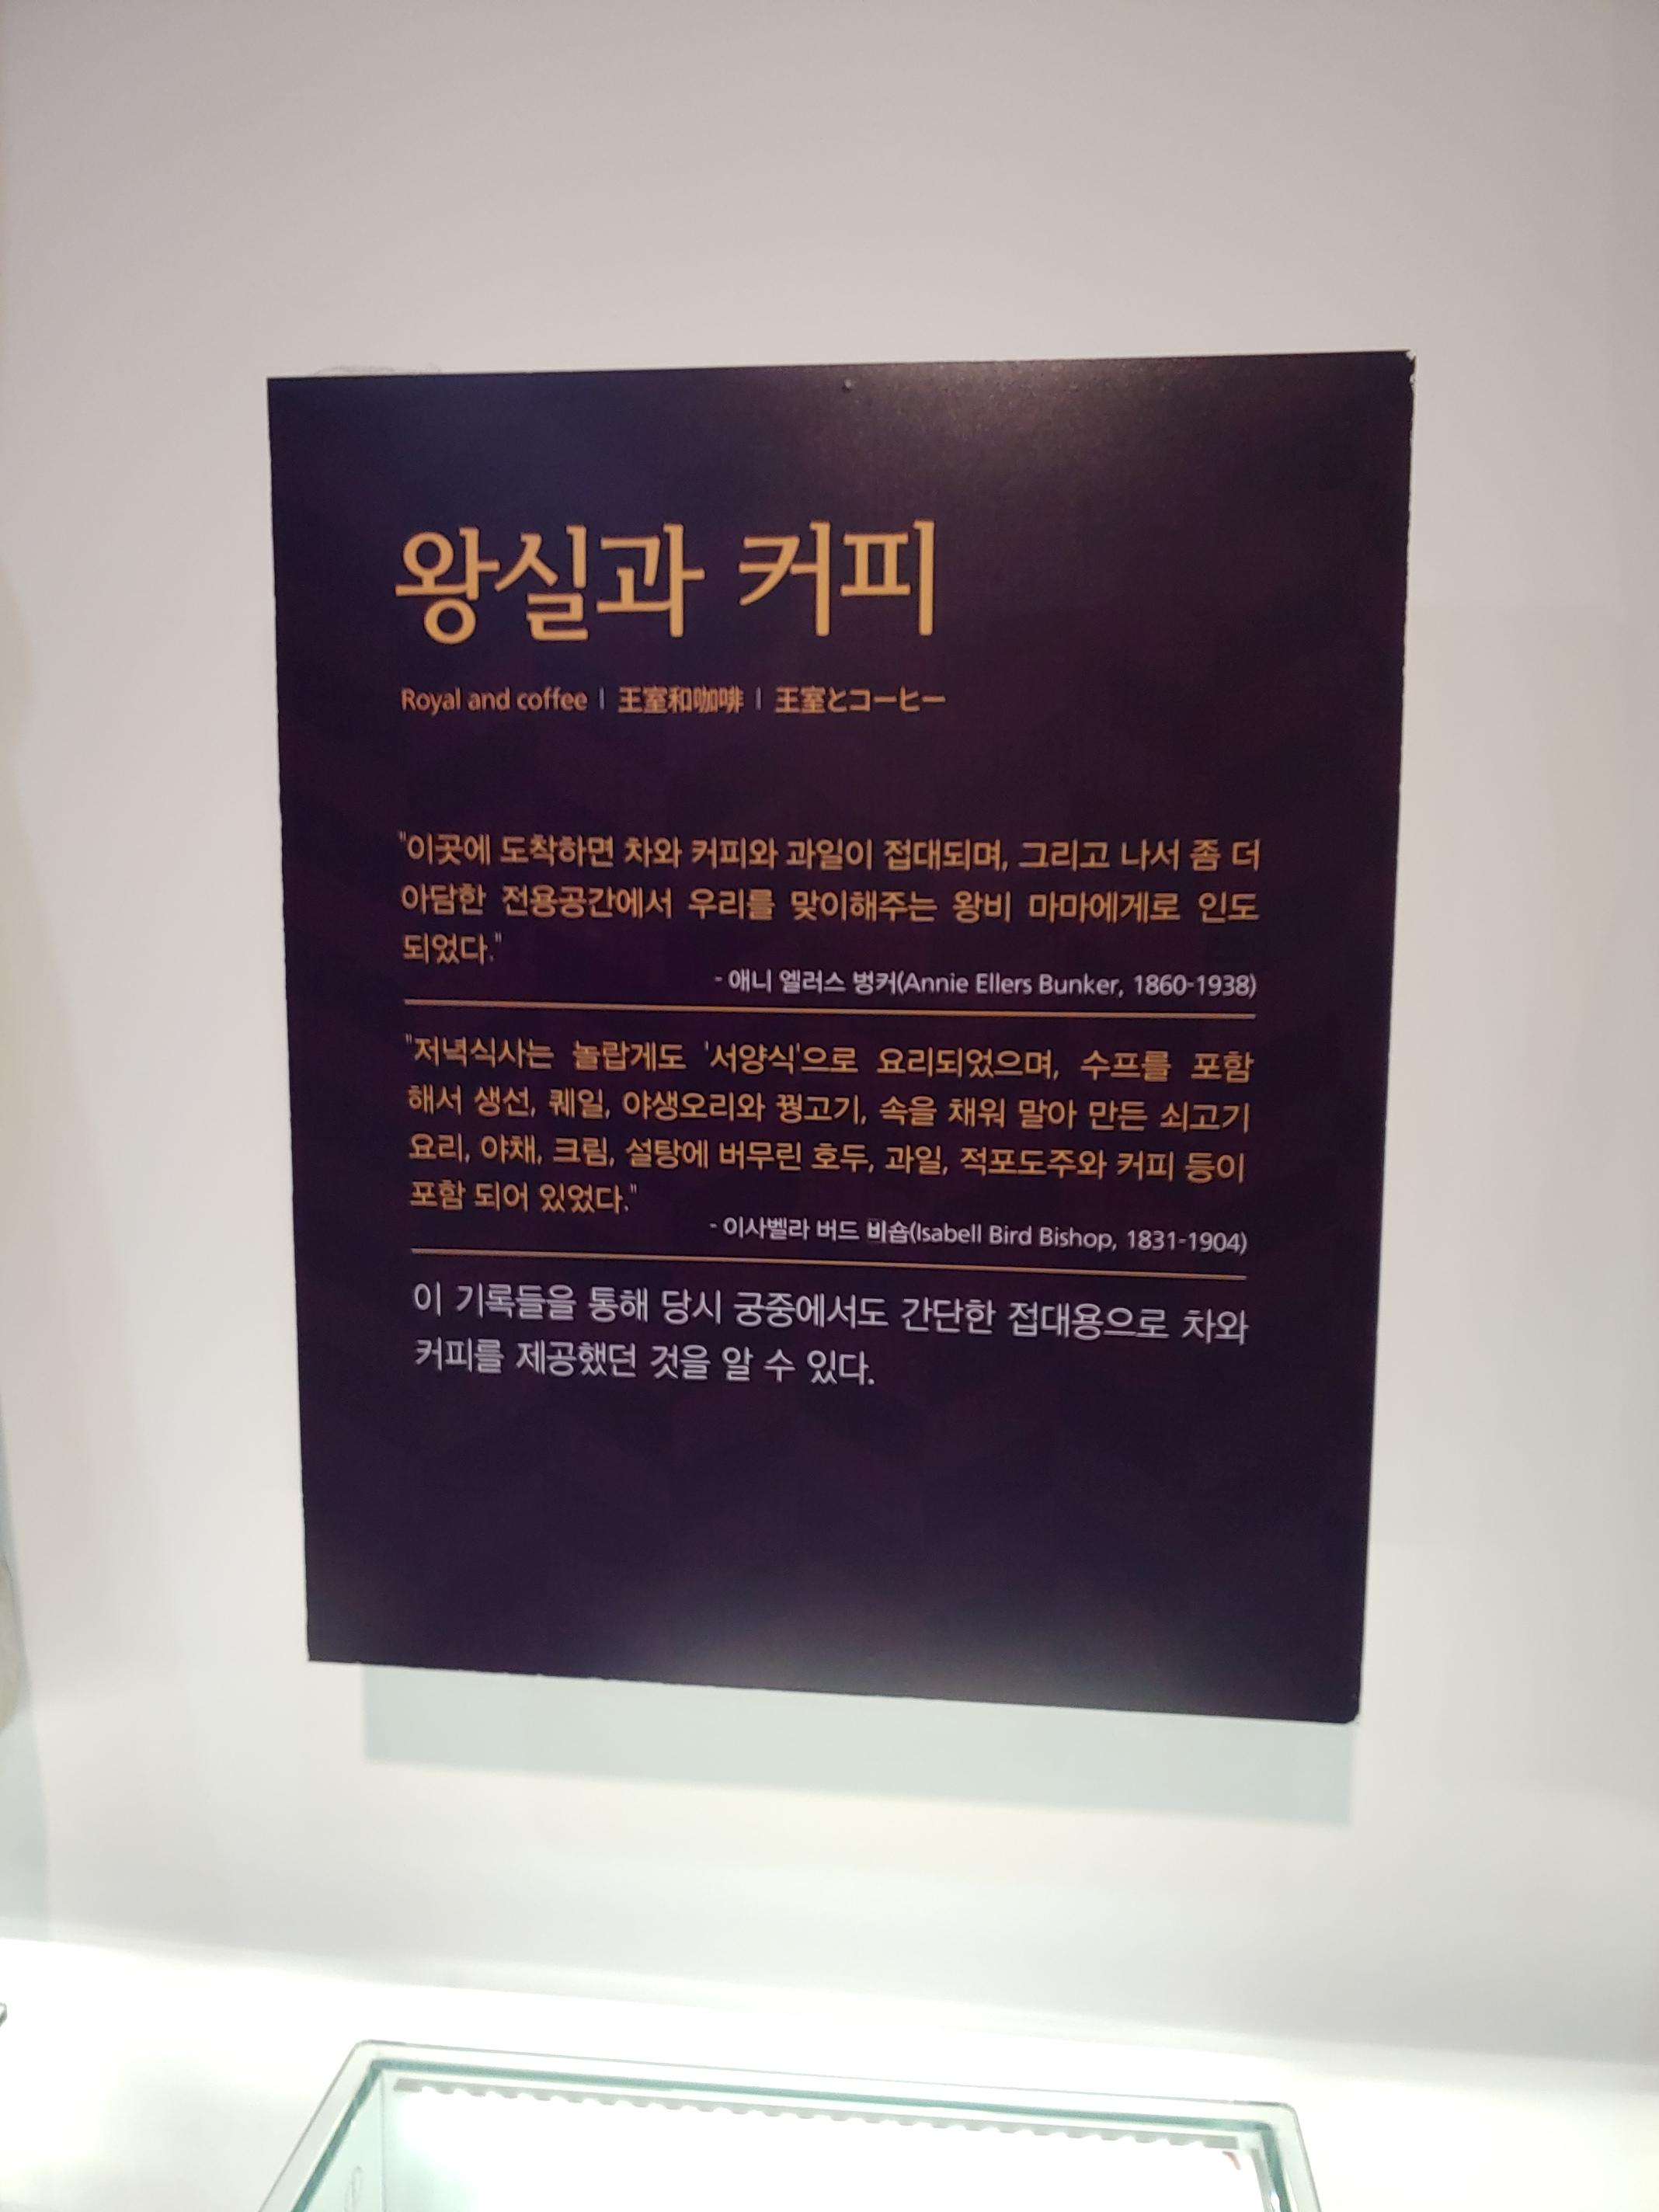 왕실과 커피
Royal and coffee | 王室和咖啡 | 王室とコーヒー
"이곳에 도착하면 차와 커피와 과일이 접대되며, 그리고 나서 좀 더
아담한 전용공간에서 우리를 맞이해주는 왕비 마마에게로 인도
되었다."
- 애니 엘러스 벙커(Annie Ellers Bunker, 1860-1938)
"저녁식사는 놀랍게도 '서양식'으로 요리되었으며, 수프를 포함
해서 생선, 퀘일, 야생오리와 꿩고기, 속을 채워 말아 만든 쇠고기
요리, 야채, 크림, 설탕에 버무린 호두, 과일, 적포도주와 커피 등이
포함 되어 있었다."
- 이사벨라 버드 비숍(Isabell Bird Bishop, 1831-1904)
이 기록들을 통해 당시 궁중에서도 간단한 접대용으로 차와
커피를 제공했던 것을 알 수 있다.